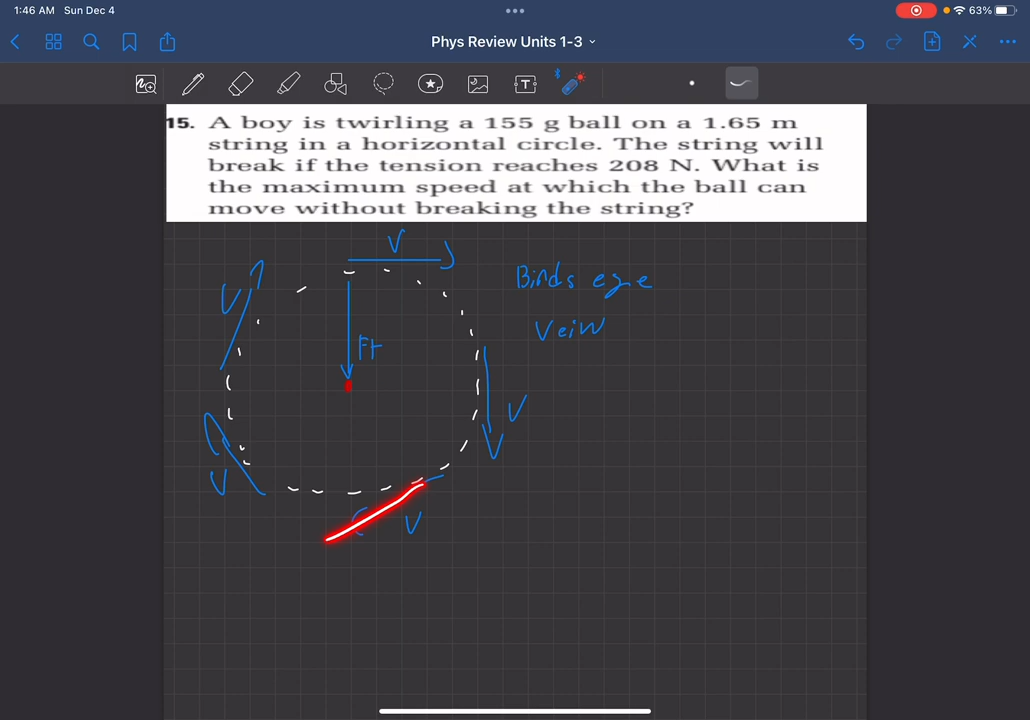 1:46 AM Sun Dec 4
63%
Phys Review Units 1-3
15. A boy is twirling a 155 g ball on a 1.65 m
string in a horizontal circle. The string will
break if the tension reaches 208 N. What is
the maximum speed at which the ball can
move without breaking the string?
V
Birds eye
V
Veiw
Ft
V
V
V